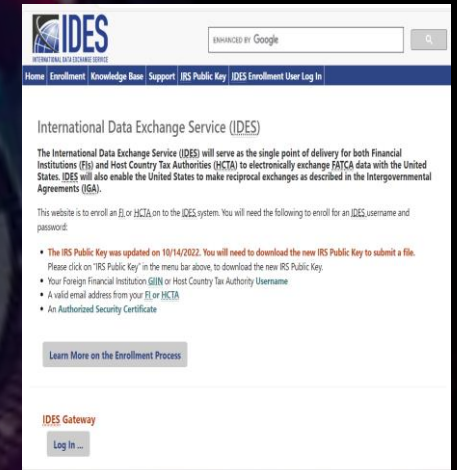 IDES
INTERNATIONAL DATA EXCHANGE SERVICE
ENHANCED BY Google
Home Enrollment Knowledge Base Support IRS Public Key IDES Enrollment User Log In
International Data Exchange Service (IDES)
The International Data Exchange Service (IDES) will serve as the single point of delivery for both Financial
Institutions (FIs) and Host Country Tax Authorities (HCTA) to electronically exchange FATCA data with the United
States. IDES will also enable the United States to make reciprocal exchanges as described in the Intergovernmental
Agreements (IGA).
This website is to enroll an FI or HCTA on to the IDES system. You will need the following to enroll for an IDES username and
password:
• The IRS Public Key was updated on 10/14/2022. You will need to download the new IRS Public Key to submit a file.
Please click on "IRS Public Key" in the menu bar above, to download the new IRS Public Key.
• Your Foreign Financial Institution GIIN or Host Country Tax Authority Username
• A valid email address from your FI or HCTA
• An Authorized Security Certificate
Learn More on the Enrollment Process
IDES Gateway
Log In ...